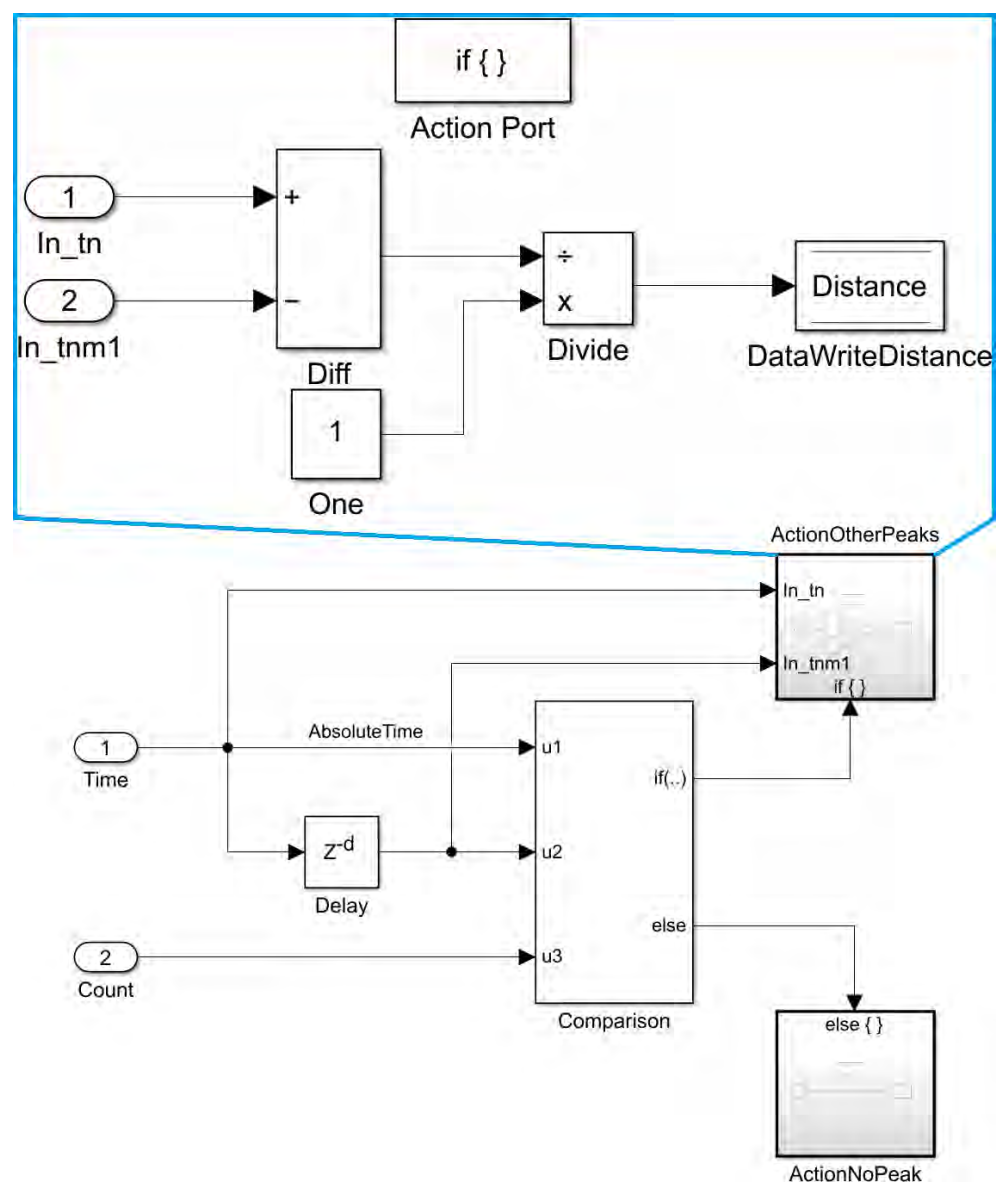 if { }
Action Port
1
In_tn
+
2
In_tnm1
−
Diff
÷
x
Divide
Distance
DataWriteDistance
1
One
ActionOtherPeaks
In_tn
In_tnm1
if { }
1
Time
AbsoluteTime
u1
if(..)
Z-d
Delay
u2
2
Count
u3
else
Comparison
else { }
ActionNoPeak